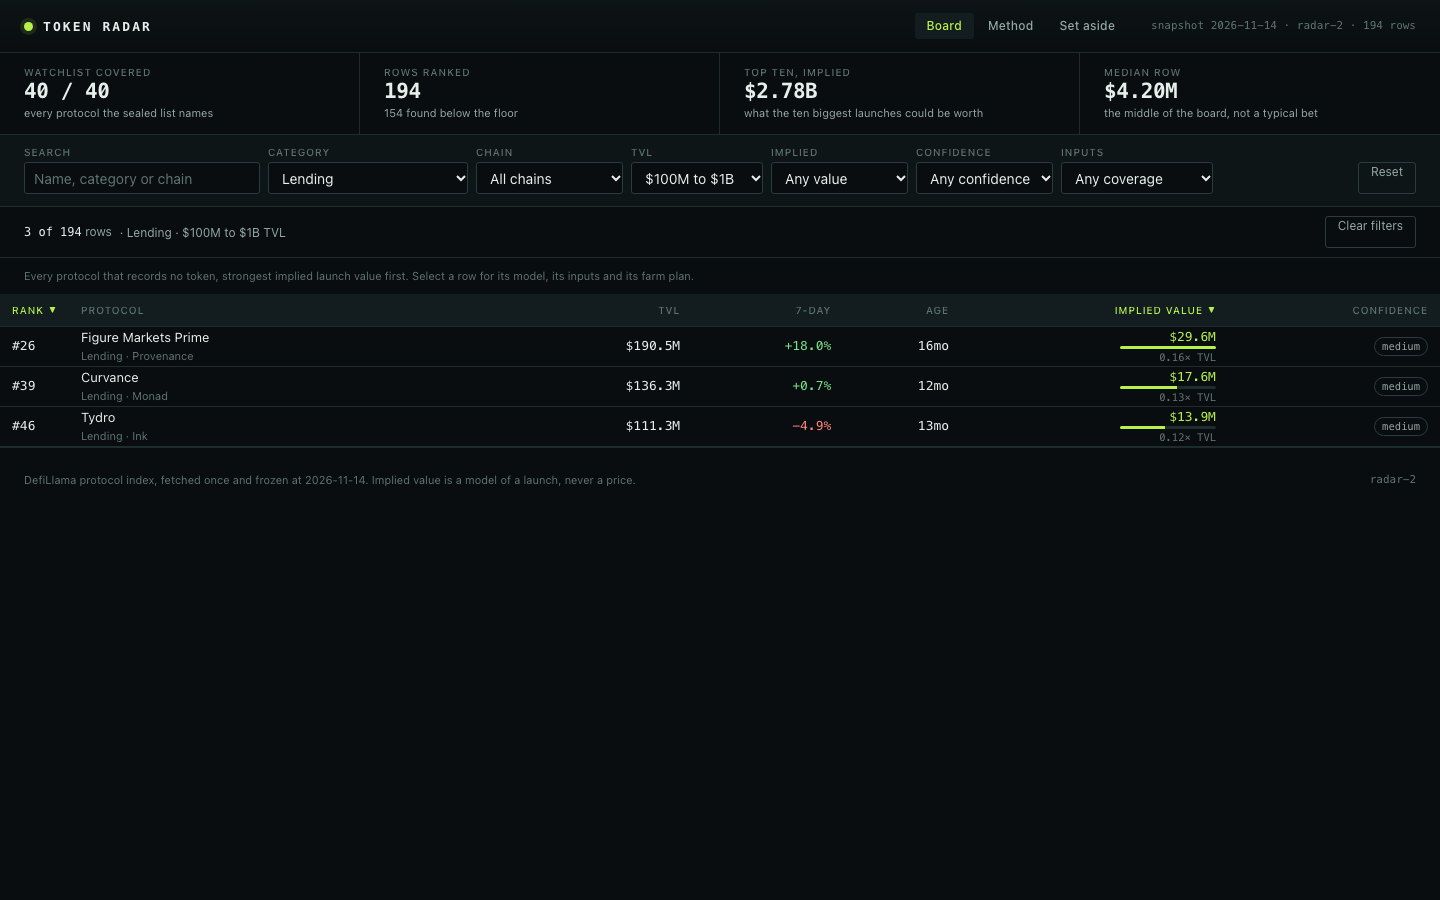 TOKEN RADAR
Board Method Set aside snapshot 2026-11-14 · radar-2 · 194 rows
WATCHLIST COVERED
40 / 40
every protocol the sealed list names
ROWS RANKED
194
154 found below the floor
TOP TEN, IMPLIED
$2.78B
what the ten biggest launches could be worth
MEDIAN ROW
$4.20M
the middle of the board, not a typical bet
SEARCH CATEGORY CHAIN TVL IMPLIED CONFIDENCE INPUTS
Name, category or chain Lending All chains $100M to $1B Any value Any confidence Any coverage Reset
3 of 194 rows · Lending · $100M to $1B TVL Clear filters
Every protocol that records no token, strongest implied launch value first. Select a row for its model, its inputs and its farm plan.
RANK ▼ PROTOCOL TVL 7-DAY AGE IMPLIED VALUE ▼ CONFIDENCE
#26 Figure Markets Prime $190.5M +18.0% 16mo $29.6M medium
Lending · Provenance 0.16× TVL
#39 Curvance $136.3M +0.7% 12mo $17.6M medium
Lending · Monad 0.13× TVL
#46 Tydro $111.3M −4.9% 13mo $13.9M medium
Lending · Ink 0.12× TVL
DefiLlama protocol index, fetched once and frozen at 2026-11-14. Implied value is a model of a launch, never a price. radar-2